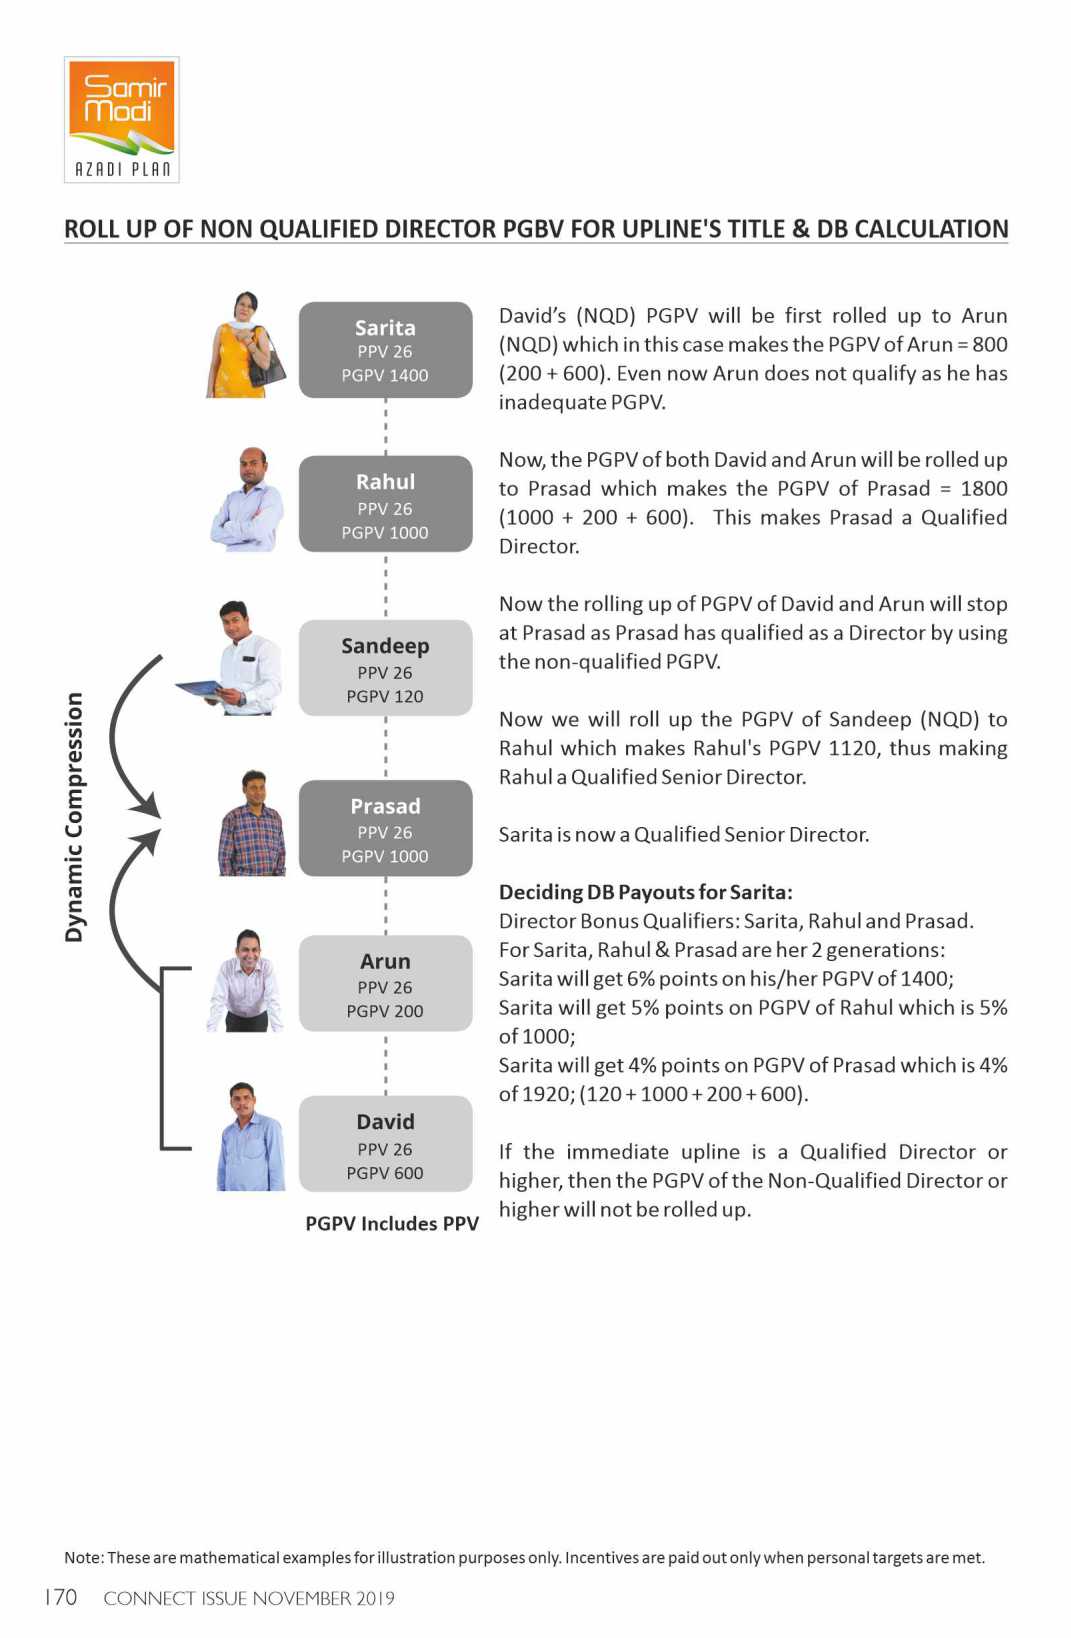 Samir
Modi
AZADI PLAN
ROLL UP OF NON QUALIFIED DIRECTOR PGBV FOR UPLINE'S TITLE & DB CALCULATION
Sarita
PPV 26
PGPV 1400
Rahul
PPV 26
PGPV 1000
Sandeep
PPV 26
PGPV 120
Prasad
PPV 26
PGPV 1000
Arun
PPV 26
PGPV 200
David
PPV 26
PGPV 600
PGPV Includes PPV
Dynamic Compression
David’s (NQD) PGPV will be first rolled up to Arun
(NQD) which in this case makes the PGPV of Arun = 800
(200 + 600). Even now Arun does not qualify as he has
inadequate PGPV.
Now, the PGPV of both David and Arun will be rolled up
to Prasad which makes the PGPV of Prasad = 1800
(1000 + 200 + 600). This makes Prasad a Qualified
Director.
Now the rolling up of PGPV of David and Arun will stop
at Prasad as Prasad has qualified as a Director by using
the non-qualified PGPV.
Now we will roll up the PGPV of Sandeep (NQD) to
Rahul which makes Rahul's PGPV 1120, thus making
Rahul a Qualified Senior Director.
Sarita is now a Qualified Senior Director.
Deciding DB Payouts for Sarita:
Director Bonus Qualifiers: Sarita, Rahul and Prasad.
For Sarita, Rahul & Prasad are her 2 generations:
Sarita will get 6% points on his/her PGPV of 1400;
Sarita will get 5% points on PGPV of Rahul which is 5%
of 1000;
Sarita will get 4% points on PGPV of Prasad which is 4%
of 1920; (120 + 1000 + 200 + 600).
If the immediate upline is a Qualified Director or
higher, then the PGPV of the Non-Qualified Director or
higher will not be rolled up.
Note: These are mathematical examples for illustration purposes only. Incentives are paid out only when personal targets are met.
170 CONNECT ISSUE NOVEMBER 2019